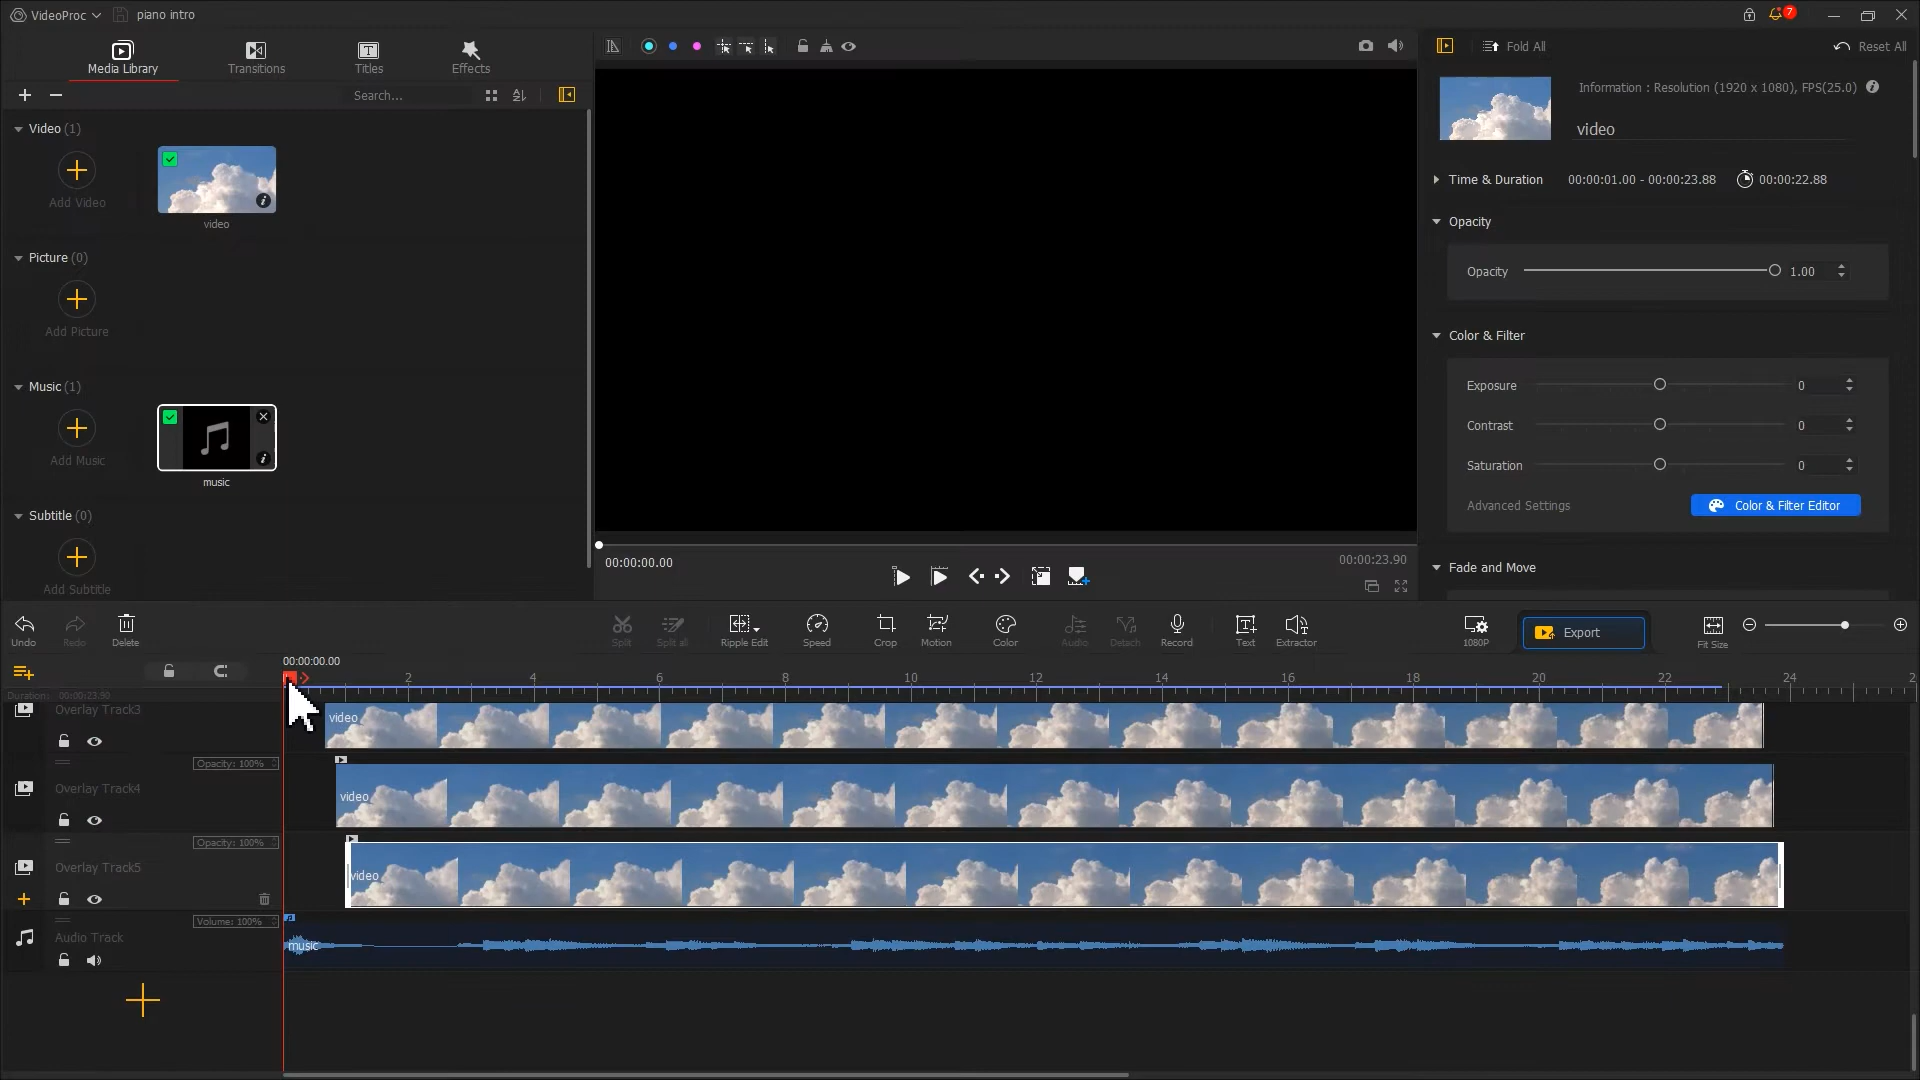 VideoProc
piano intro
7
Media Library
Transitions
Titles
Effects
Fold All
Reset All
Search...
Information : Resolution (1920 x 1080), FPS(25.0)
video
Video (1)
Add Video
video
Time & Duration 00:00:01.00 - 00:00:23.88 00:00:22.88
Opacity
Opacity 1.00
Picture (0)
Add Picture
Color & Filter
Exposure 0
Contrast 0
Saturation 0
Advanced Settings Color & Filter Editor
Music (1)
Add Music
music
Subtitle (0)
Add Subtitle
00:00:00.00
00:00:23.90
Fade and Move
Undo
Redo
Delete
Split
Split all
Ripple Edit
Speed
Crop
Motion
Color
Audio
Detach
Record
Text
Extractor
1080P
Export
Fit Size
00:00:00.00
2 4 6 8 10 12 14 16 18 20 22 24 2
Duration: 00:00:23.90
Overlay Track3
video
Opacity: 100%
Overlay Track4
video
Opacity: 100%
Overlay Track5
video
Volume: 100%
Audio Track
music